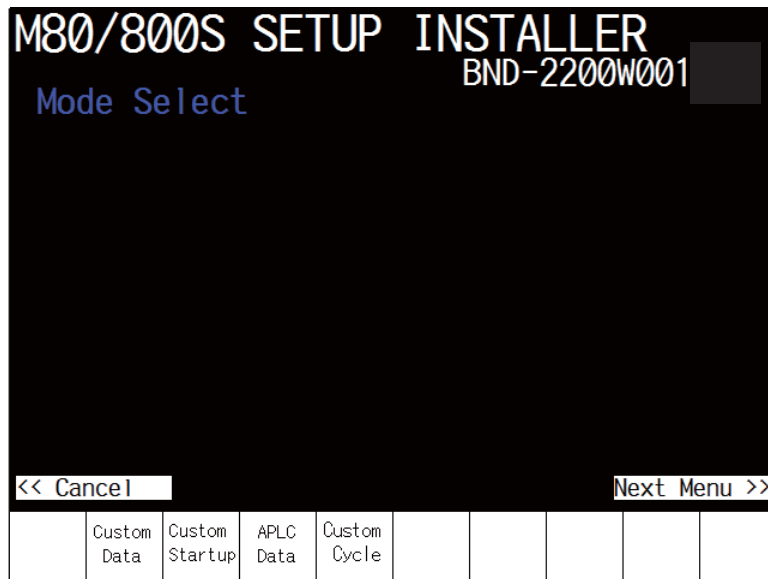 M80/800S SETUP INSTALLER
BND-2200W001
Mode Select
<< Cancel
Next Menu >>
Custom Data
Custom Startup
APLC Data
Custom Cycle